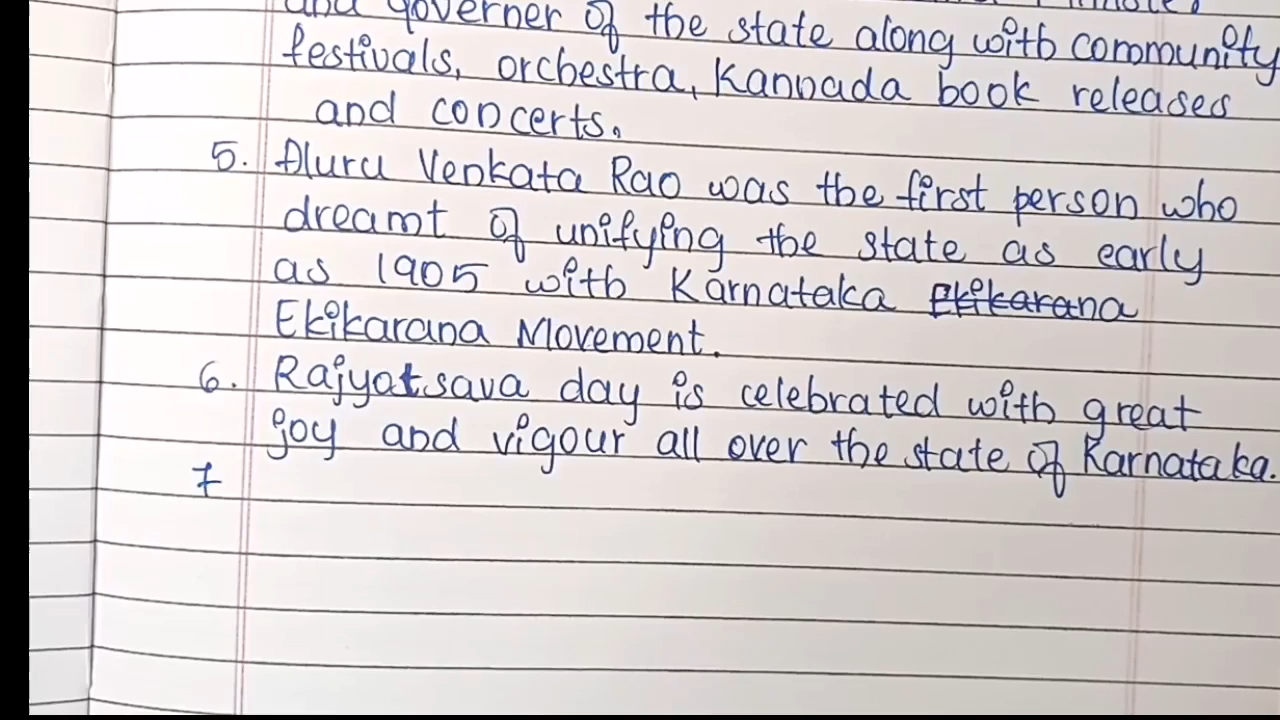 and Governer of the state along with community
festivals, orchestra, Kannada book releases
and concerts.
5. Aluru Venkata Rao was the first person who
dreamt of unifying the state as early
as 1905 with Karnataka Ekikarana
Ekikarana Movement.
6. Rajyotsava day is celebrated with great
joy and vigour all over the state of Karnataka.
7